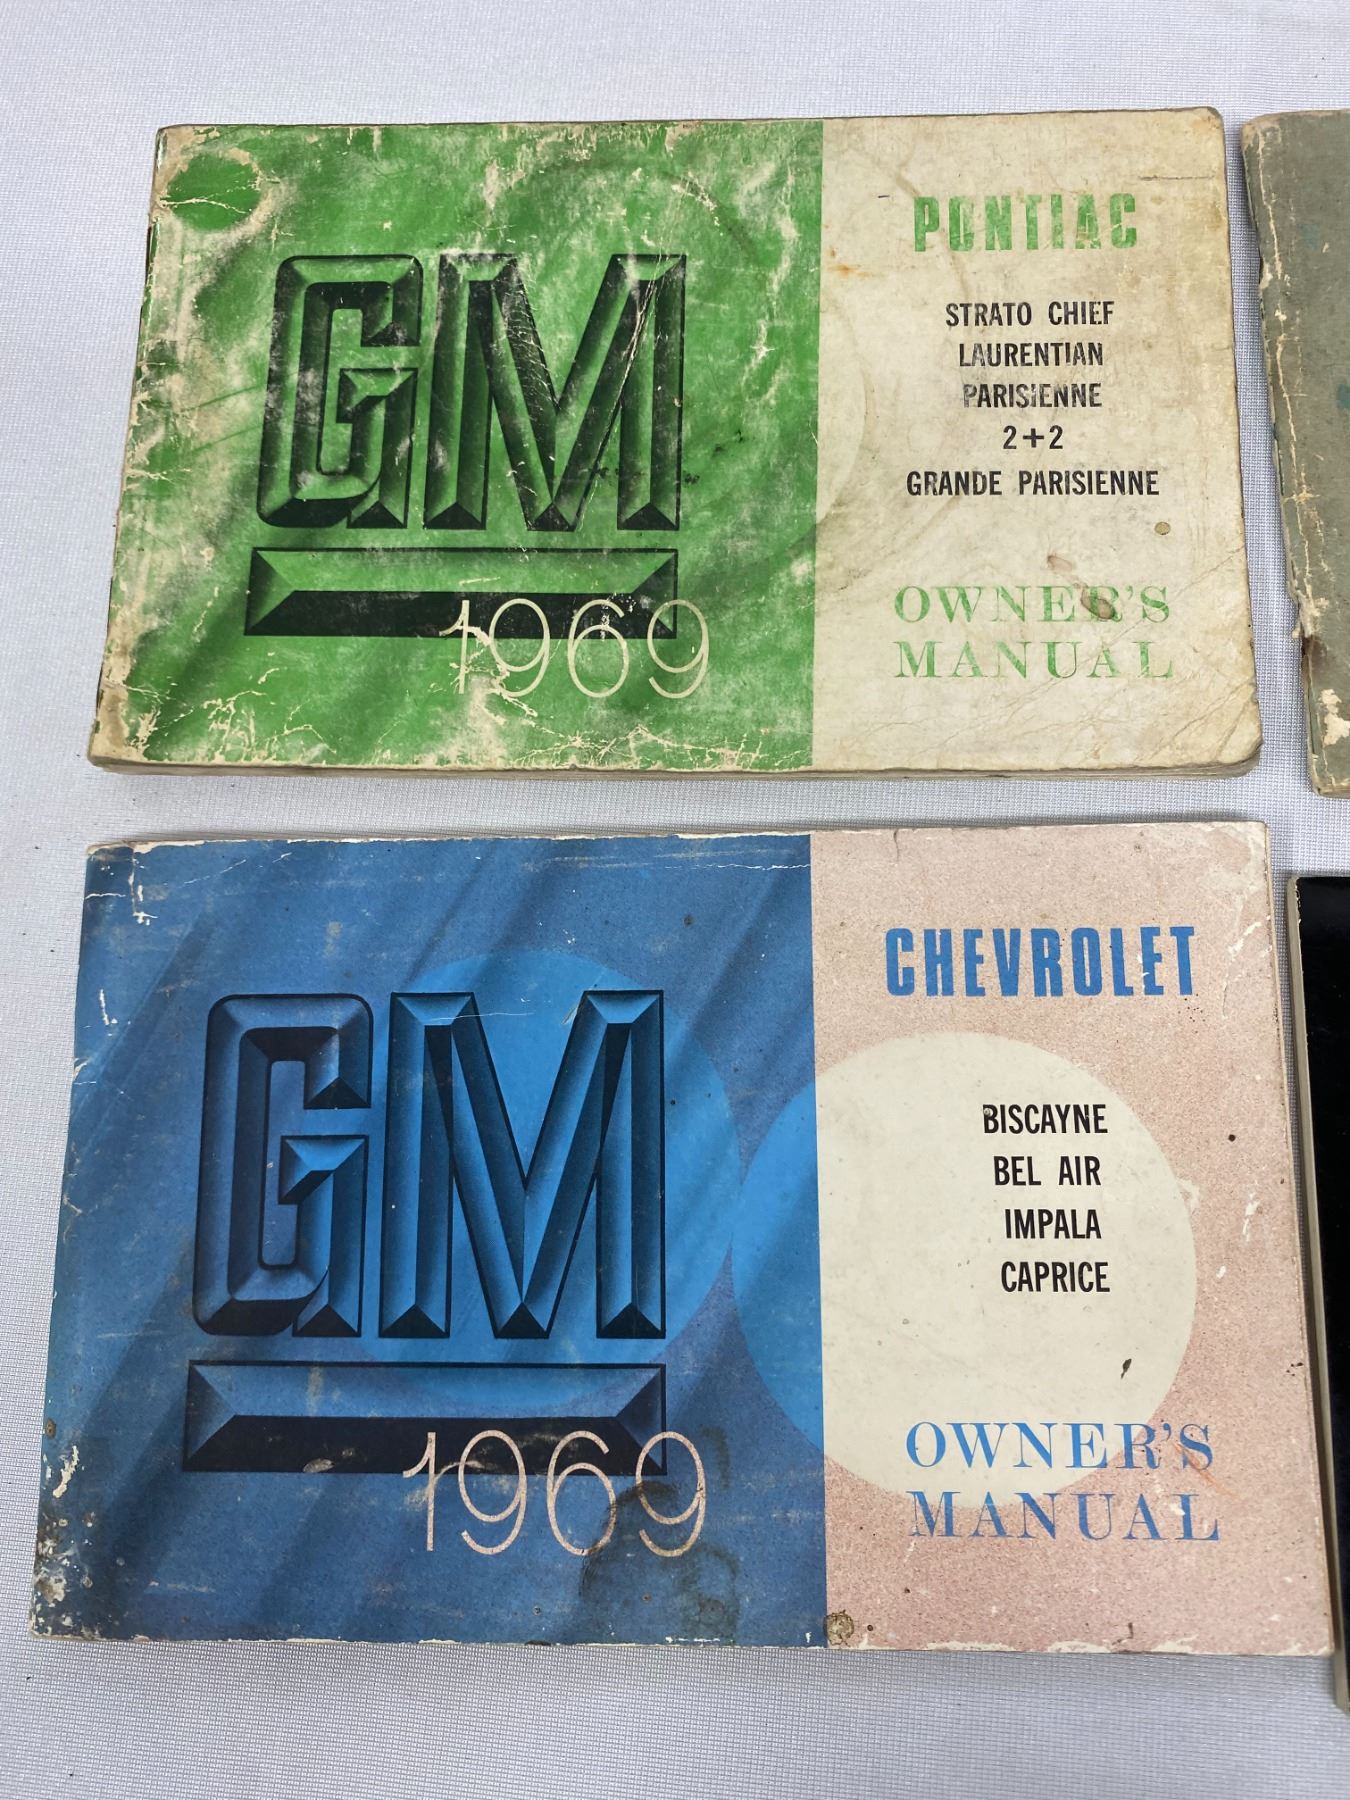 GM
1969
PONTIAC
STRATO CHIEF
LAURENTIAN
PARISIENNE
2+2
GRANDE PARISIENNE
OWNER'S
MANUAL
GM
1969
CHEVROLET
BISCAYNE
BEL AIR
IMPALA
CAPRICE
OWNER'S
MANUAL